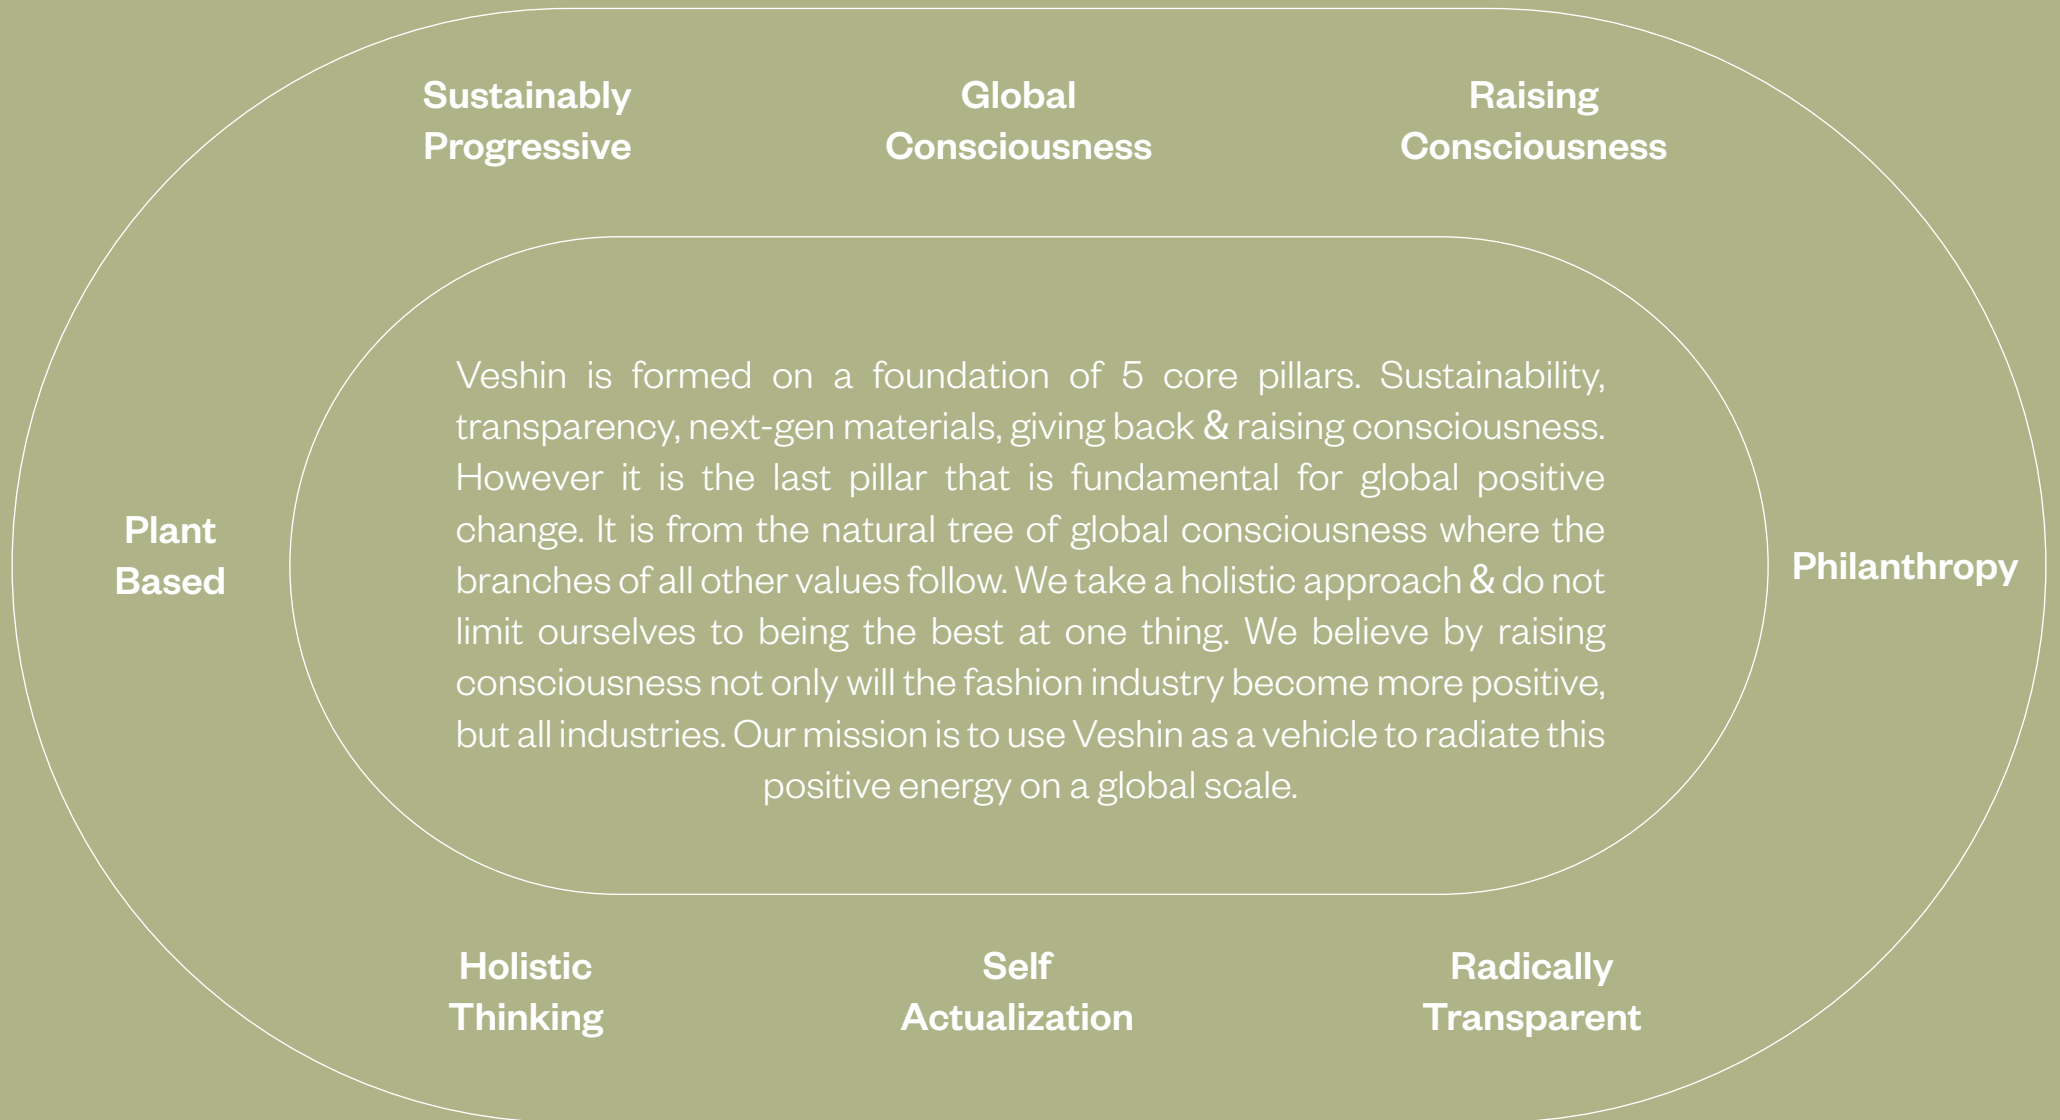 Sustainably
Progressive
Global
Consciousness
Raising
Consciousness
Plant
Based
Veshin is formed on a foundation of 5 core pillars. Sustainability,
transparency, next-gen materials, giving back & raising consciousness.
However it is the last pillar that is fundamental for global positive
change. It is from the natural tree of global consciousness where the
branches of all other values follow. We take a holistic approach & do not
limit ourselves to being the best at one thing. We believe by raising
consciousness not only will the fashion industry become more positive,
but all industries. Our mission is to use Veshin as a vehicle to radiate this
positive energy on a global scale.
Philanthropy
Holistic
Thinking
Self
Actualization
Radically
Transparent